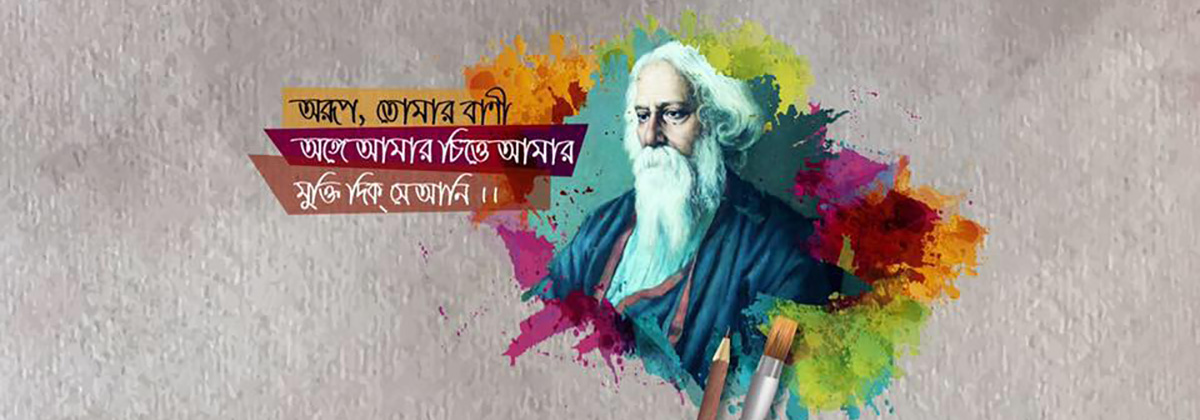 অরূপ, তোমার বাণী
অঙ্গে আমার চিত্তে আমার
মুক্তি দিক্ সে আনি ।।